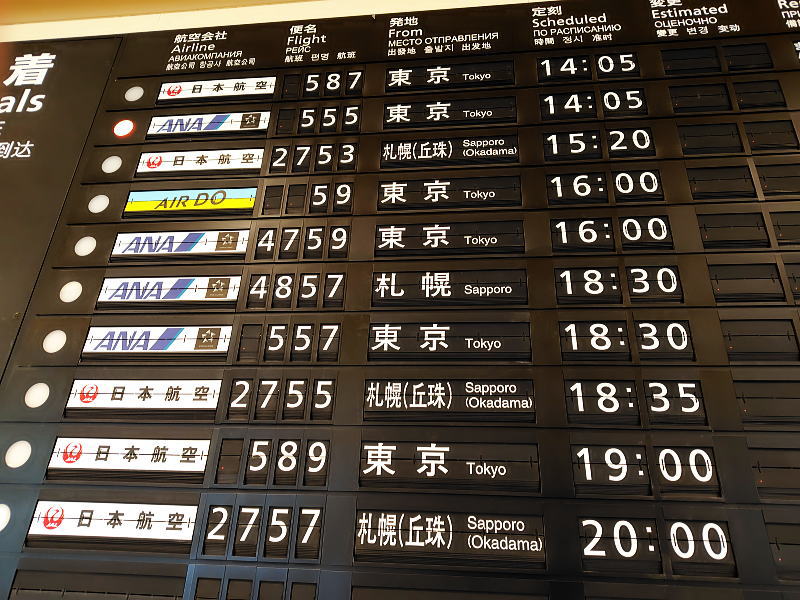 着
als
到达
航空会社
Airline
АВИАКОМПАНИЯ
航空公司 항공사 航空公司
便名
Flight
РЕЙС
航班 편명 航班
発地
From
МЕСТО ОТПРАВЛЕНИЯ
出發地 출발지 出发地
定刻
Scheduled
ПО РАСПИСАНИЮ
時間 정시 准时
変更
Estimated
ОЦЕНОЧНО
變更 변경 变动
日本航空 587 東京 Tokyo 14:05
ANA 555 東京 Tokyo 14:05
日本航空 2753 札幌(丘珠) Sapporo (Okadama) 15:20
AIR DO 59 東京 Tokyo 16:00
ANA 4759 東京 Tokyo 16:00
ANA 4857 札幌 Sapporo 18:30
ANA 557 東京 Tokyo 18:30
日本航空 2755 札幌(丘珠) Sapporo (Okadama) 18:35
日本航空 589 東京 Tokyo 19:00
日本航空 2757 札幌(丘珠) Sapporo (Okadama) 20:00